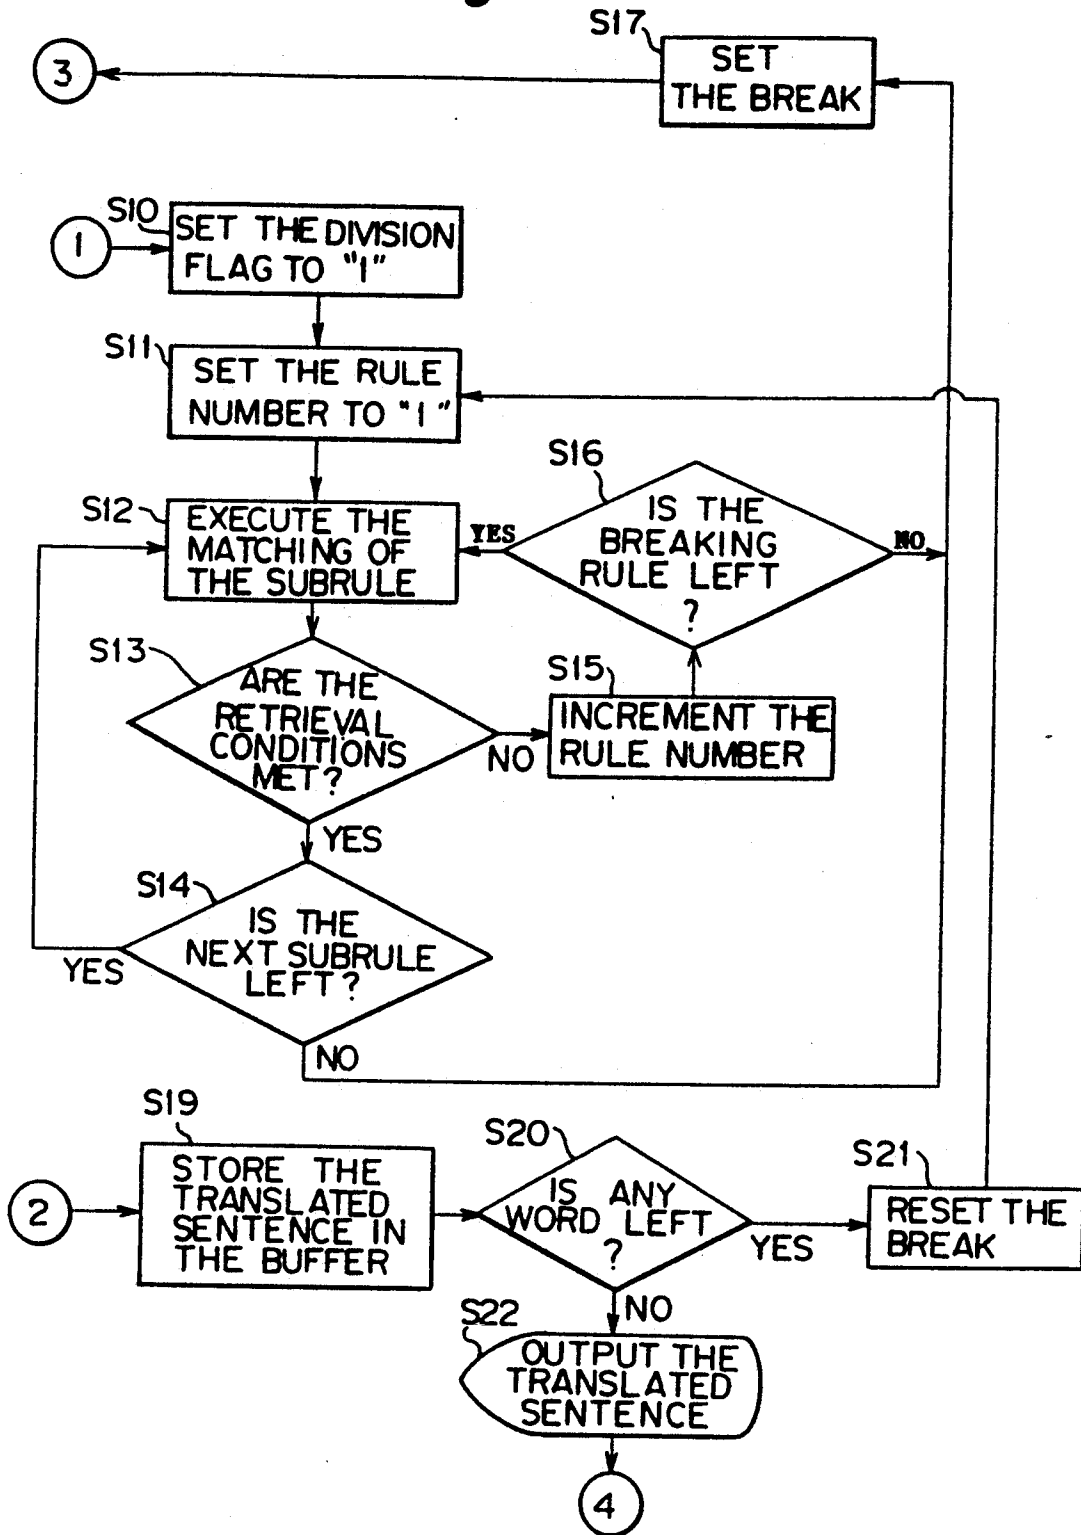 S17
SET
THE BREAK
3
S10
1
SET THE DIVISION
FLAG TO "1"
S11
SET THE RULE
NUMBER TO "1"
S16
IS THE
BREAKING
RULE LEFT
?
YES
NO
S12
EXECUTE THE
MATCHING OF
THE SUBRULE
S13
ARE THE
RETRIEVAL
CONDITIONS
MET?
NO
YES
S15
INCREMENT THE
RULE NUMBER
S14
IS THE
NEXT SUBRULE
LEFT?
YES
NO
S19
2
STORE THE
TRANSLATED
SENTENCE IN
THE BUFFER
S20
IS ANY
WORD LEFT
?
YES
NO
S21
RESET THE
BREAK
S22
OUTPUT THE
TRANSLATED
SENTENCE
4